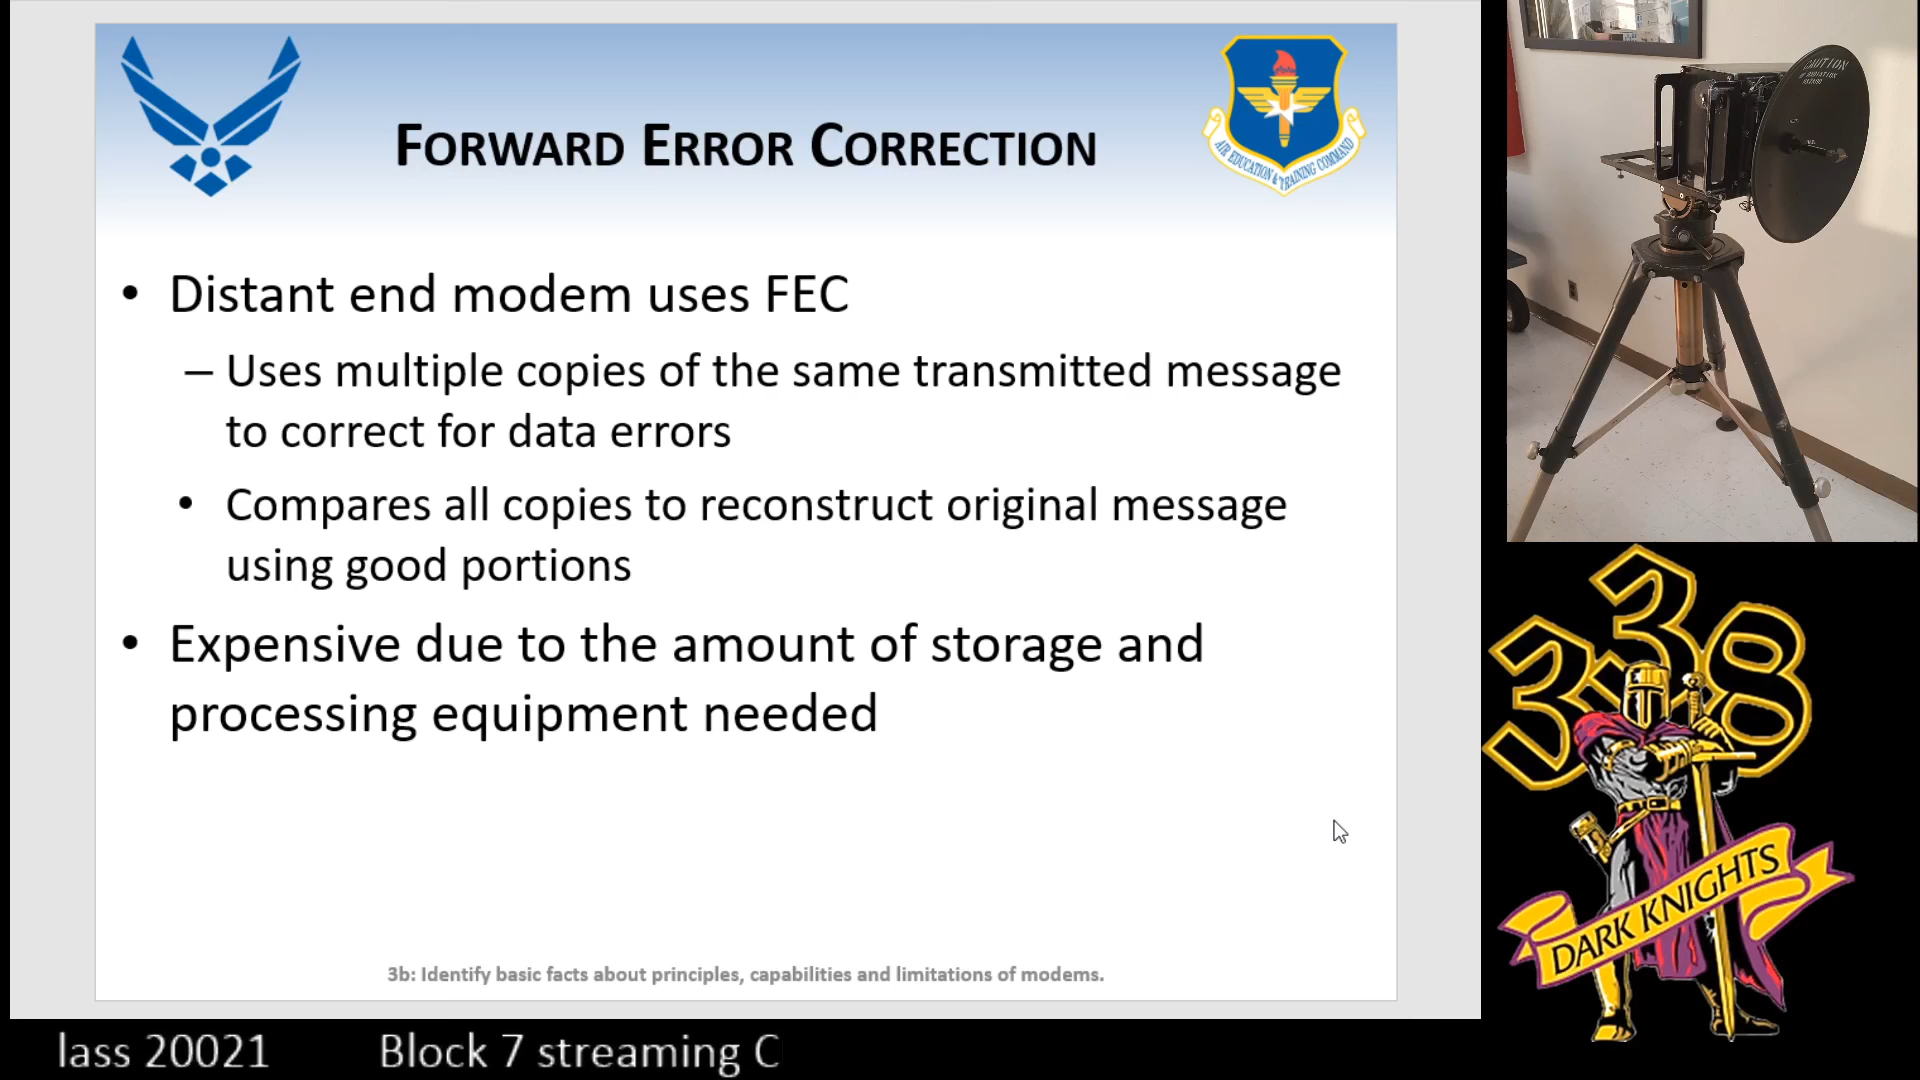 FORWARD ERROR CORRECTION
AIR EDUCATION & TRAINING COMMAND
• Distant end modem uses FEC
– Uses multiple copies of the same transmitted message
to correct for data errors
• Compares all copies to reconstruct original message
using good portions
• Expensive due to the amount of storage and
processing equipment needed
3b: Identify basic facts about principles, capabilities and limitations of modems.
CAUTION
338
DARK KNIGHTS
lass 20021 Block 7 streaming C